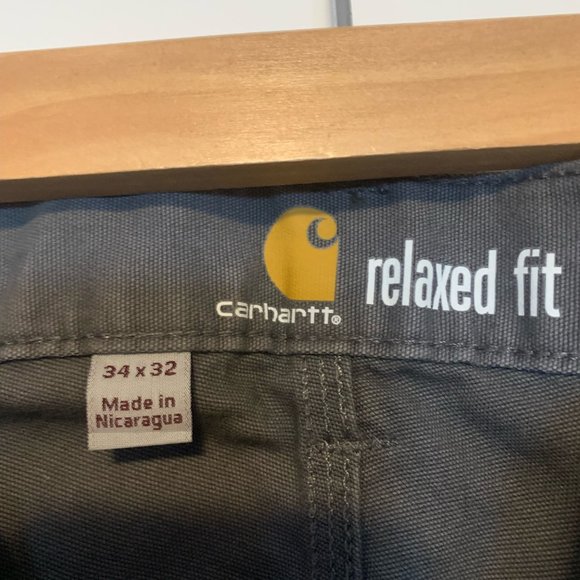 carhartt®
relaxed fit
34 x 32
Made in
Nicaragua